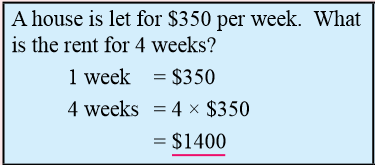 A house is let for $350 per week. What
is the rent for 4 weeks?
1 week = $350
4 weeks = 4 × $350
= $1400